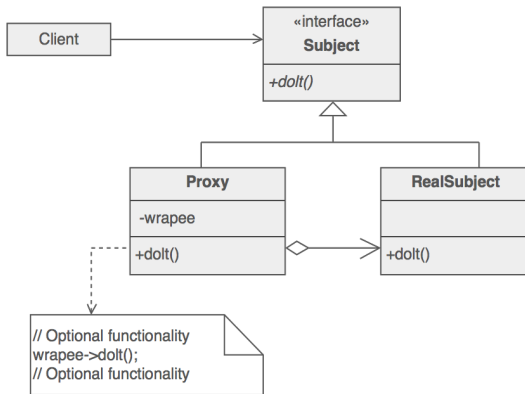 Client
«interface»
Subject
+doIt()
Proxy
-wrapee
+doIt()
RealSubject
+doIt()
// Optional functionality
wrapee->doIt();
// Optional functionality